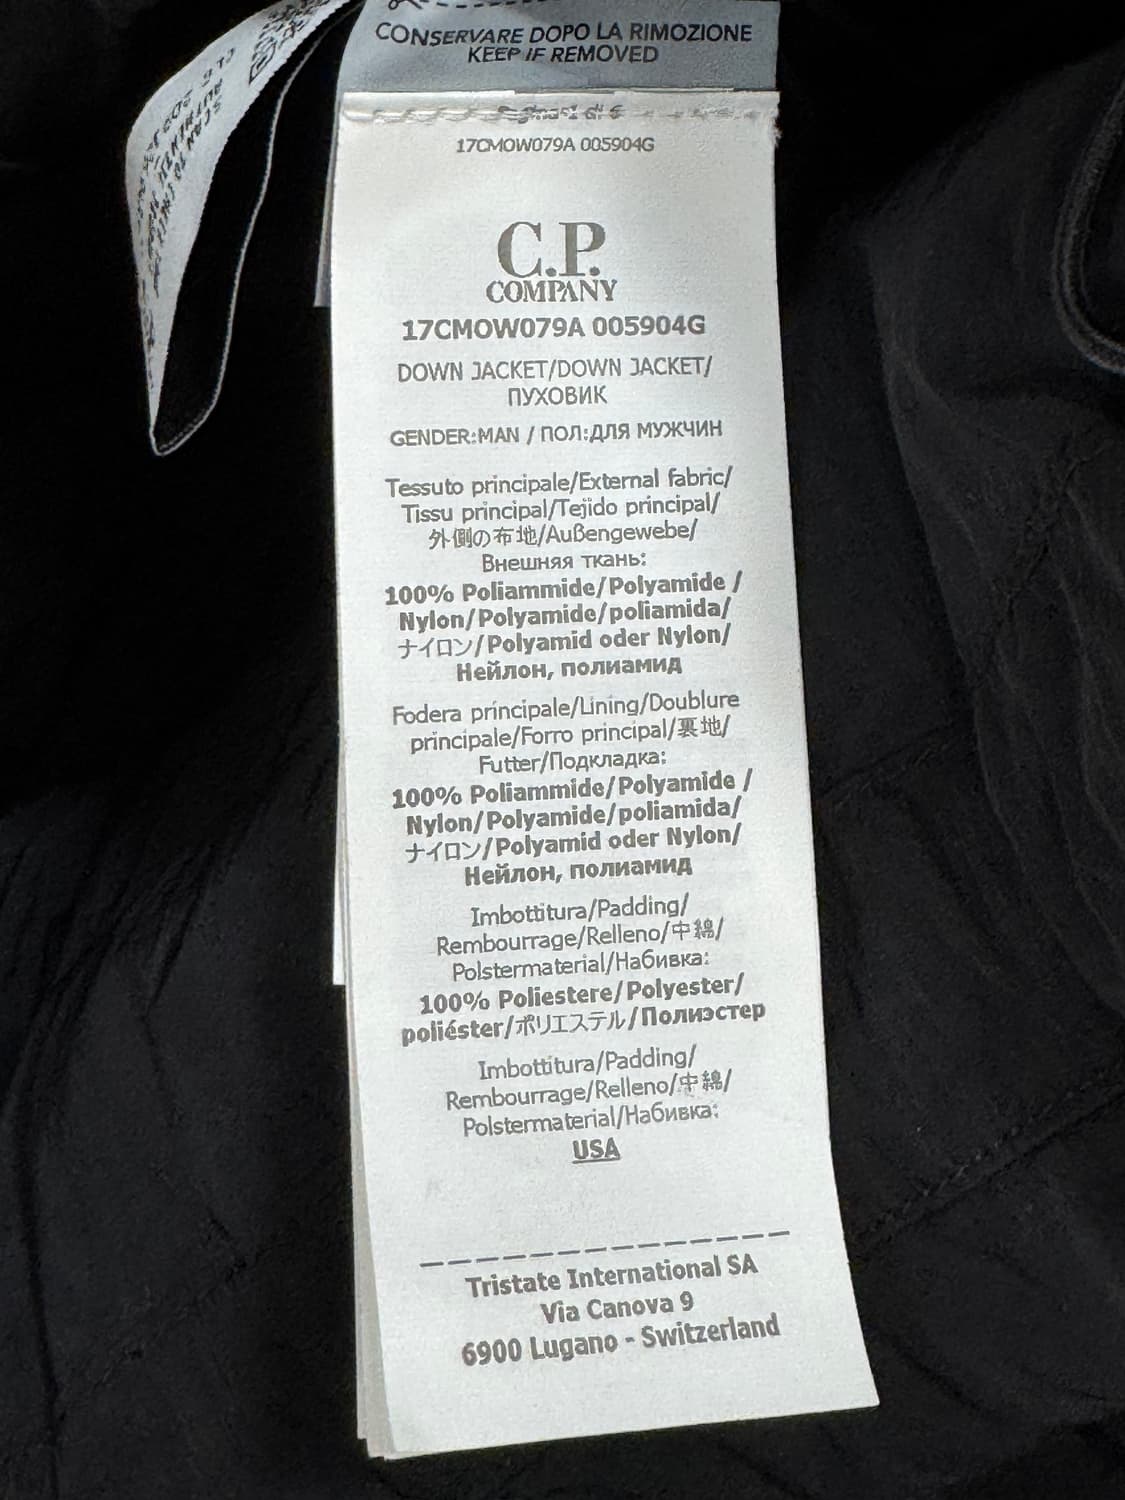 CONSERVARE DOPO LA RIMOZIONE
KEEP IF REMOVED
17CMOW079A 005904G
C.P.
COMPANY
17CMOW079A 005904G
DOWN JACKET/DOWN JACKET/
ПУХОВИК
GENDER:MAN / ПОЛ:ДЛЯ МУЖЧИН
Tessuto principale/External fabric/
Tissu principal/Tejido principal/
外側の布地/Außengewebe/
Внешняя ткань:
100% Poliammide/Polyamide /
Nylon/Polyamide/poliamida/
ナイロン/Polyamid oder Nylon/
Нейлон, полиамид
Fodera principale/Lining/Doublure
principale/Forro principal/裏地/
Futter/Подкладка:
100% Poliammide/Polyamide /
Nylon/Polyamide/poliamida/
ナイロン/Polyamid oder Nylon/
Нейлон, полиамид
Imbottitura/Padding/
Rembourrage/Relleno/中綿/
Polstermaterial/Набивка:
100% Poliestere/Polyester/
poliéster/ポリエステル/Полиэстер
Imbottitura/Padding/
Rembourrage/Relleno/中綿/
Polstermaterial/Набивка:
USA
Tristate International SA
Via Canova 9
6900 Lugano - Switzerland